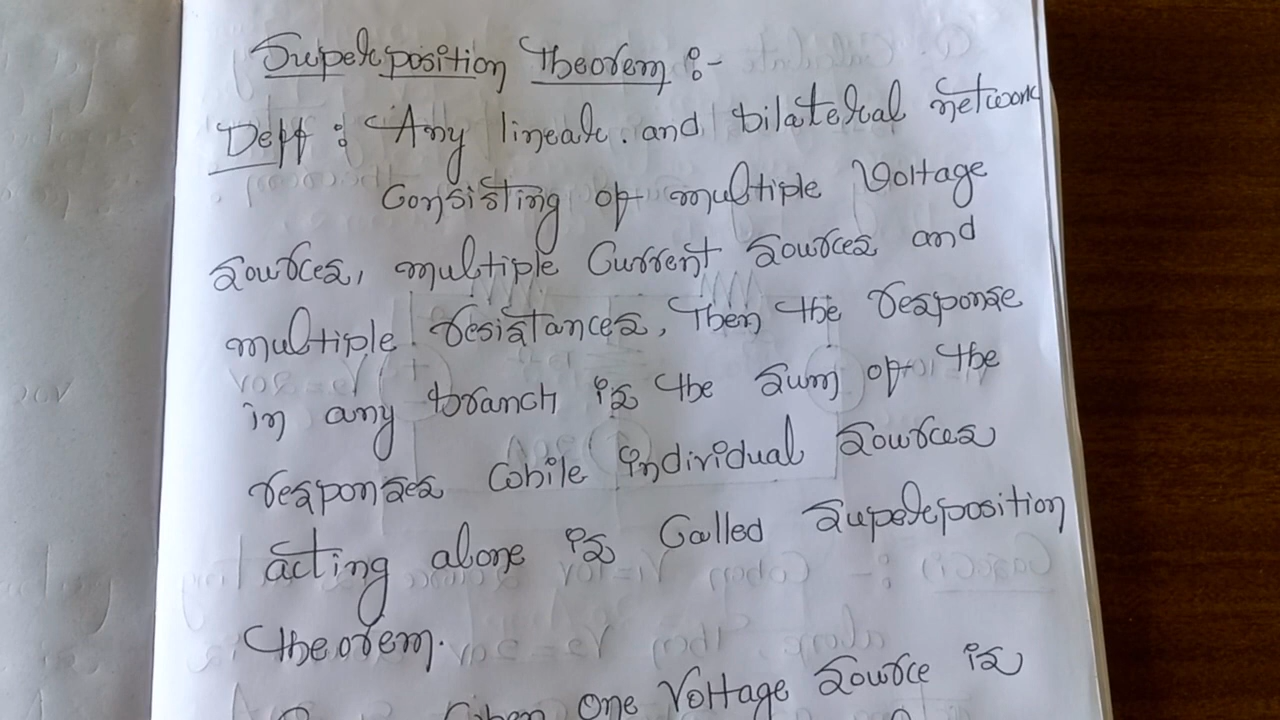 Superposition Theorem :-
Defn : Any linear. and bilateral network
Consisting of multiple Voltage
Sources, multiple Current Sources and
multiple resistances, Then the response
in any branch is the sum of the
responses while individual sources
acting alone is Called Superposition
theorem.
When One Voltage Source is